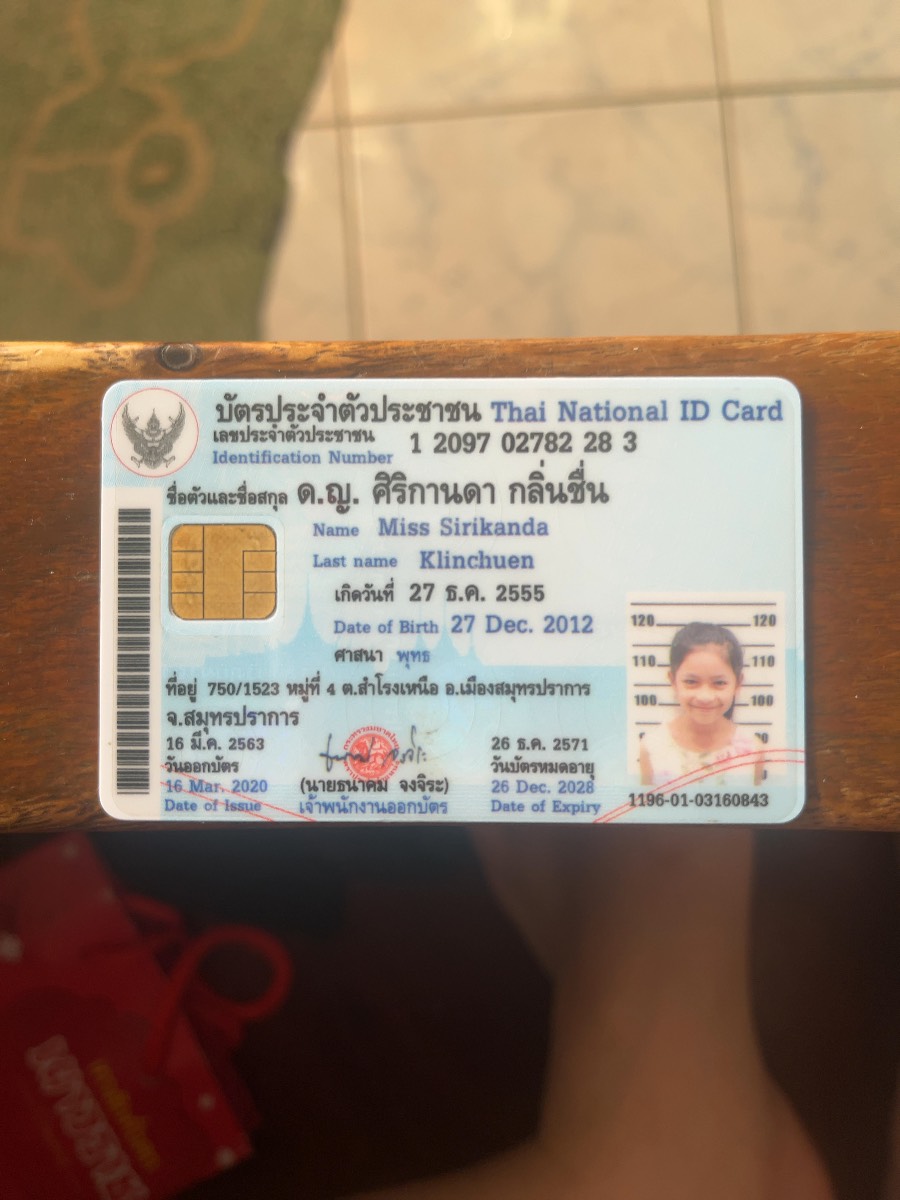 บัตรประจำตัวประชาชน Thai National ID Card
เลขประจำตัวประชาชน
Identification Number 1 2097 02782 28 3
ชื่อตัวและชื่อสกุล ด.ญ. ศิริกานดา กลิ่นชื่น
Name Miss Sirikanda
Last name Klinchuen
เกิดวันที่ 27 ธ.ค. 2555
Date of Birth 27 Dec. 2012
ศาสนา พุทธ
ที่อยู่ 750/1523 หมู่ที่ 4 ต.สำโรงเหนือ อ.เมืองสมุทรปราการ
จ.สมุทรปราการ
16 มี.ค. 2563
วันออกบัตร
16 Mar. 2020
Date of Issue
(นายธนาคม จงจิระ)
เจ้าพนักงานออกบัตร
26 ธ.ค. 2571
วันบัตรหมดอายุ
26 Dec. 2028
Date of Expiry
120 120
110 110
100 100
1196-01-03160843